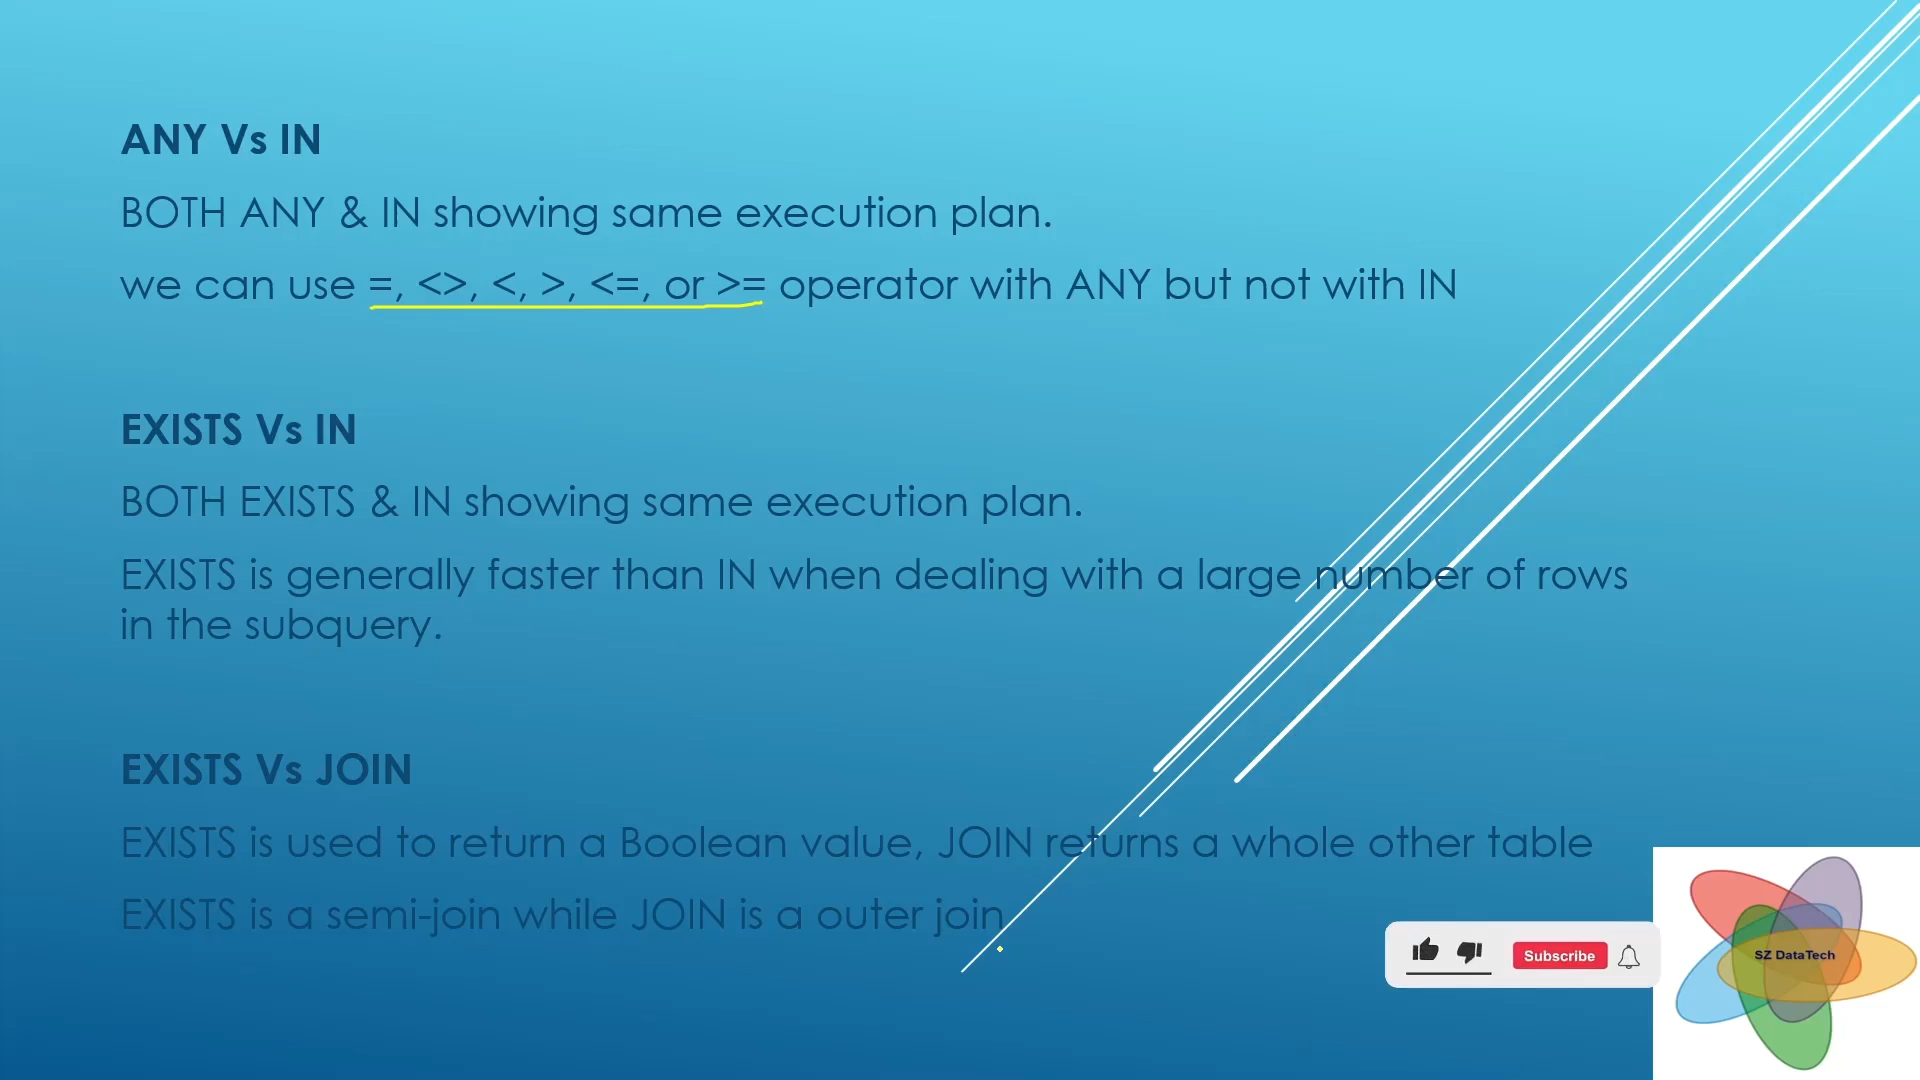 ANY Vs IN
BOTH ANY & IN showing same execution plan.
we can use =, <>, <, >, <=, or >= operator with ANY but not with IN
EXISTS Vs IN
BOTH EXISTS & IN showing same execution plan.
EXISTS is generally faster than IN when dealing with a large number of rows
in the subquery.
EXISTS Vs JOIN
EXISTS is used to return a Boolean value, JOIN returns a whole other table
EXISTS is a semi-join while JOIN is a outer join
Subscribe
SZ DataTech